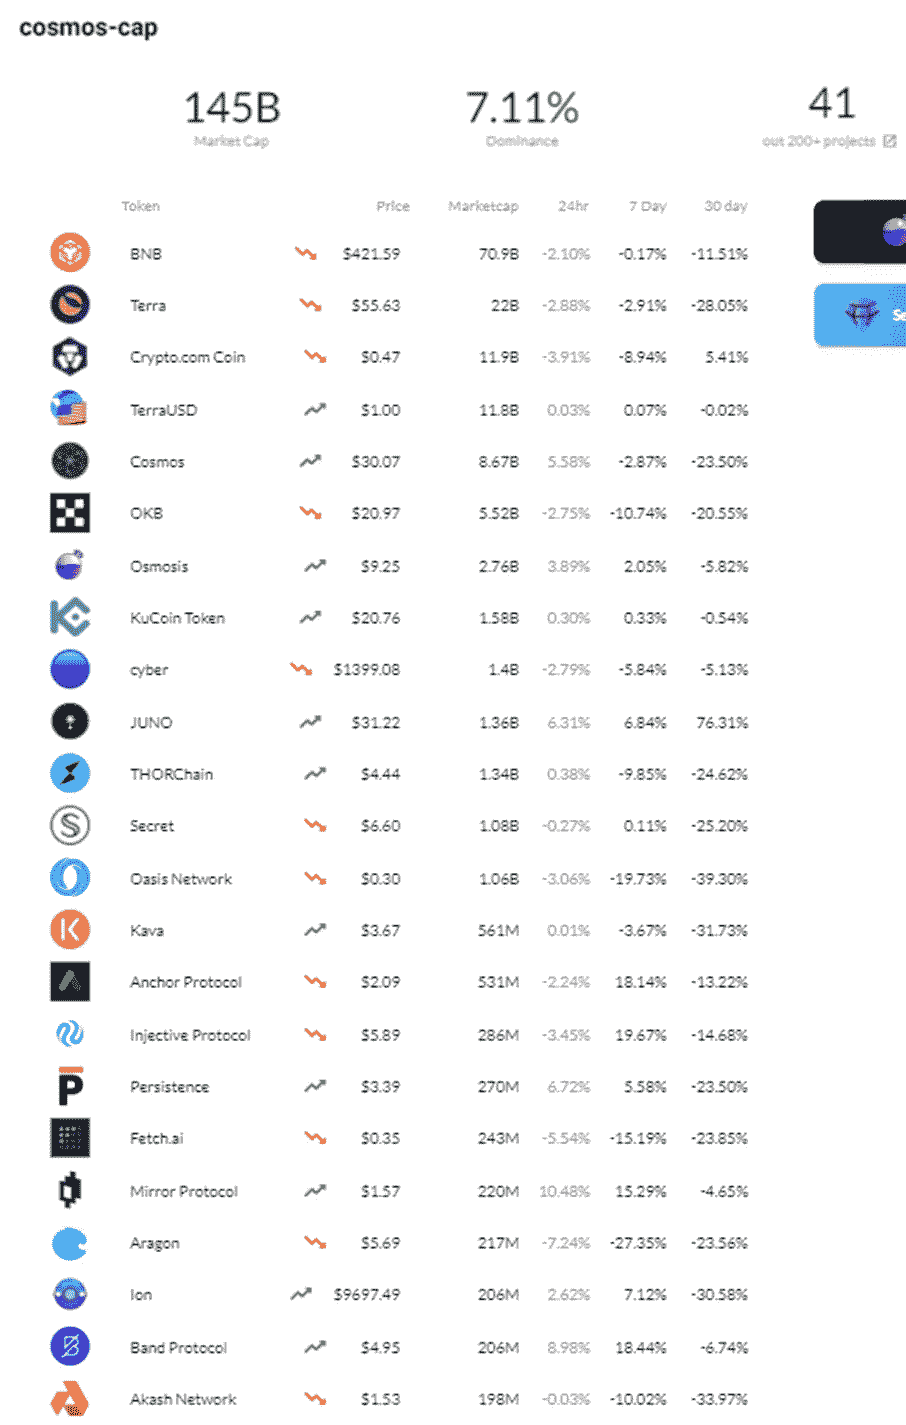 cosmos-cap
145B 7.11% 41
Market Cap Dominance out 200+ projects
Token Price Marketcap 24hr 7 Day 30 day
BNB $421.59 70.9B -2.10% -0.17% -11.51%
Terra $55.63 22B -2.88% -2.91% -28.05%
Crypto.com Coin $0.47 11.9B -3.91% -8.94% 5.41%
TerraUSD $1.00 11.8B 0.03% 0.07% -0.02%
Cosmos $30.07 8.67B 5.58% -2.87% -23.50%
OKB $20.97 5.52B -2.75% -10.74% -20.55%
Osmosis $9.25 2.76B 3.89% 2.05% -5.82%
KuCoin Token $20.76 1.58B 0.30% 0.33% -0.54%
cyber $1399.08 1.4B -2.79% -5.84% -5.13%
JUNO $31.22 1.36B 6.31% 6.84% 76.31%
THORChain $4.44 1.34B 0.38% -9.85% -24.62%
Secret $6.60 1.08B -0.27% 0.11% -25.20%
Oasis Network $0.30 1.06B -3.06% -19.73% -39.30%
Kava $3.67 561M 0.01% -3.67% -31.73%
Anchor Protocol $2.09 531M -2.24% 18.14% -13.22%
Injective Protocol $5.89 286M -3.45% 19.67% -14.68%
Persistence $3.39 270M 6.72% 5.58% -23.50%
Fetch.ai $0.35 243M -5.54% -15.19% -23.85%
Mirror Protocol $1.57 220M 10.48% 15.29% -4.65%
Aragon $5.69 217M -7.24% -27.35% -23.56%
Ion $9697.49 206M 2.62% 7.12% -30.58%
Band Protocol $4.95 206M 8.98% 18.44% -6.74%
Akash Network $1.53 198M -0.03% -10.02% -33.97%